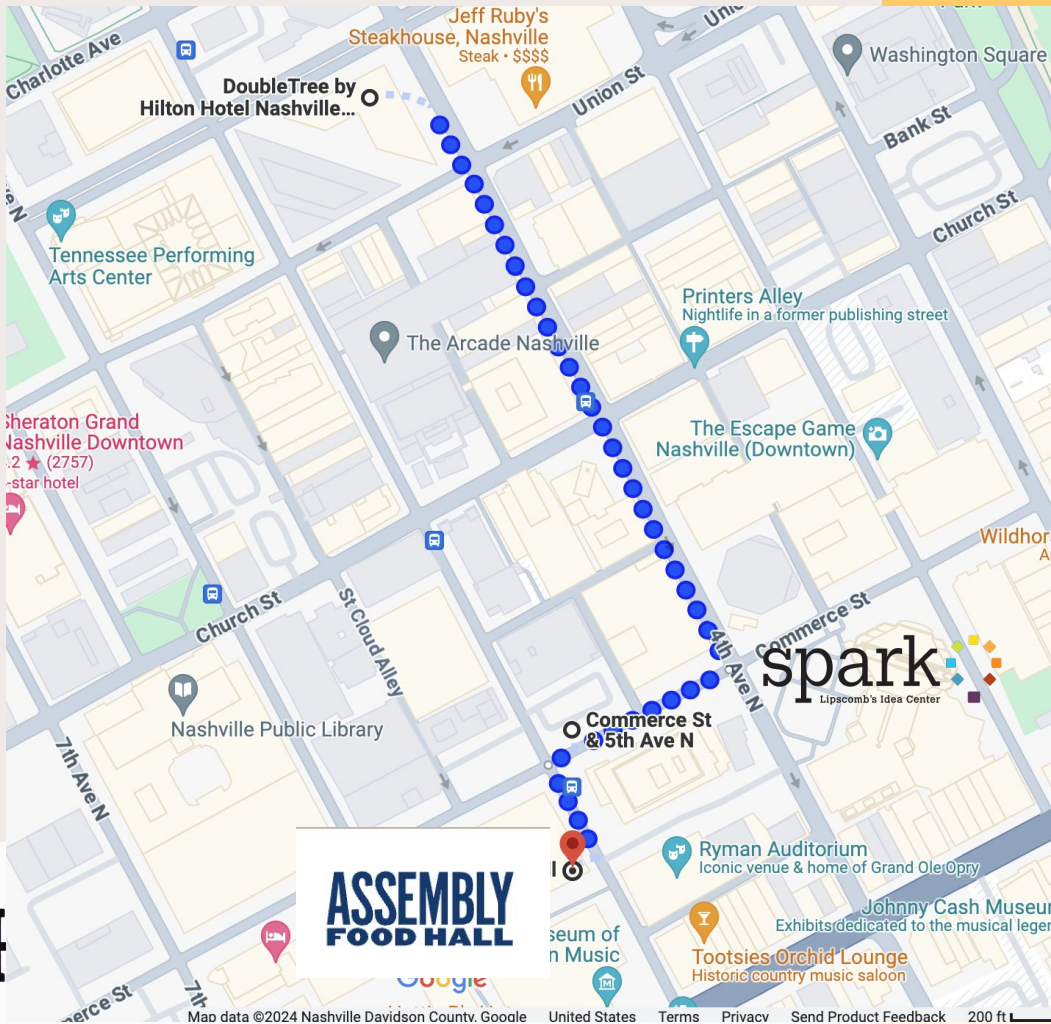 Jeff Ruby's
Steakhouse, Nashville
Steak • $$$$
Charlotte Ave
DoubleTree by
Hilton Hotel Nashville...
Union St
Washington Square
Bank St
Church St
Tennessee Performing
Arts Center
Printers Alley
Nightlife in a former publishing street
The Arcade Nashville
Sheraton Grand
Nashville Downtown
.2 ★ (2757)
-star hotel
The Escape Game
Nashville (Downtown)
Church St
St Cloud Alley
Commerce St
4th Ave N
spark
Lipscomb's Idea Center
Nashville Public Library
Commerce St
& 5th Ave N
7th Ave N
Ryman Auditorium
Iconic venue & home of Grand Ole Opry
ASSEMBLY
FOOD HALL
Johnny Cash Museum
Exhibits dedicated to the musical legen
Tootsies Orchid Lounge
Historic country music saloon
seum of
n Music
Google
merce St
7th
Map data ©2024 Nashville Davidson County, Google United States Terms Privacy Send Product Feedback 200 ft